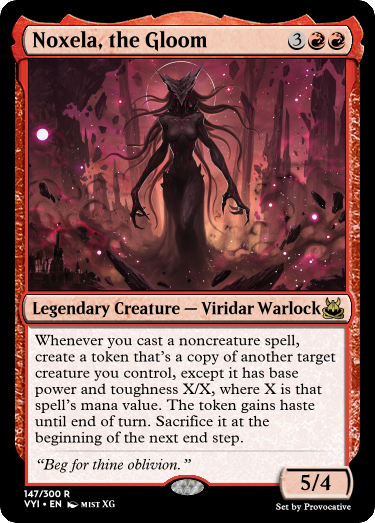 Noxela, the Gloom 3
Legendary Creature — Viridar Warlock
Whenever you cast a noncreature spell,
create a token that's a copy of another target
creature you control, except it has base
power and toughness X/X, where X is that
spell's mana value. The token gains haste
until end of turn. Sacrifice it at the
beginning of the next end step.
“Beg for thine oblivion.”
5/4
147/300 R
VYI • EN MIST XG
Set by Provocative